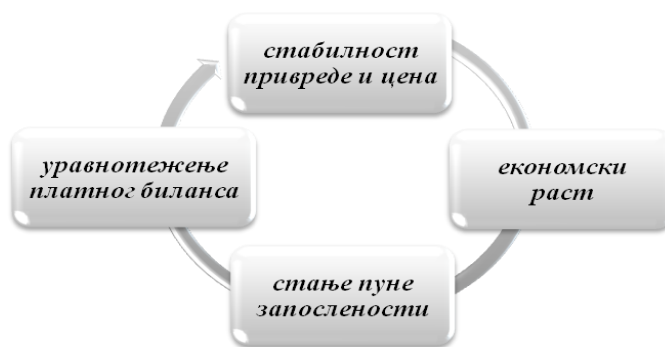 стабилност
привреде и цена
економски
раст
стање пуне
запослености
уравнотежење
платног биланса